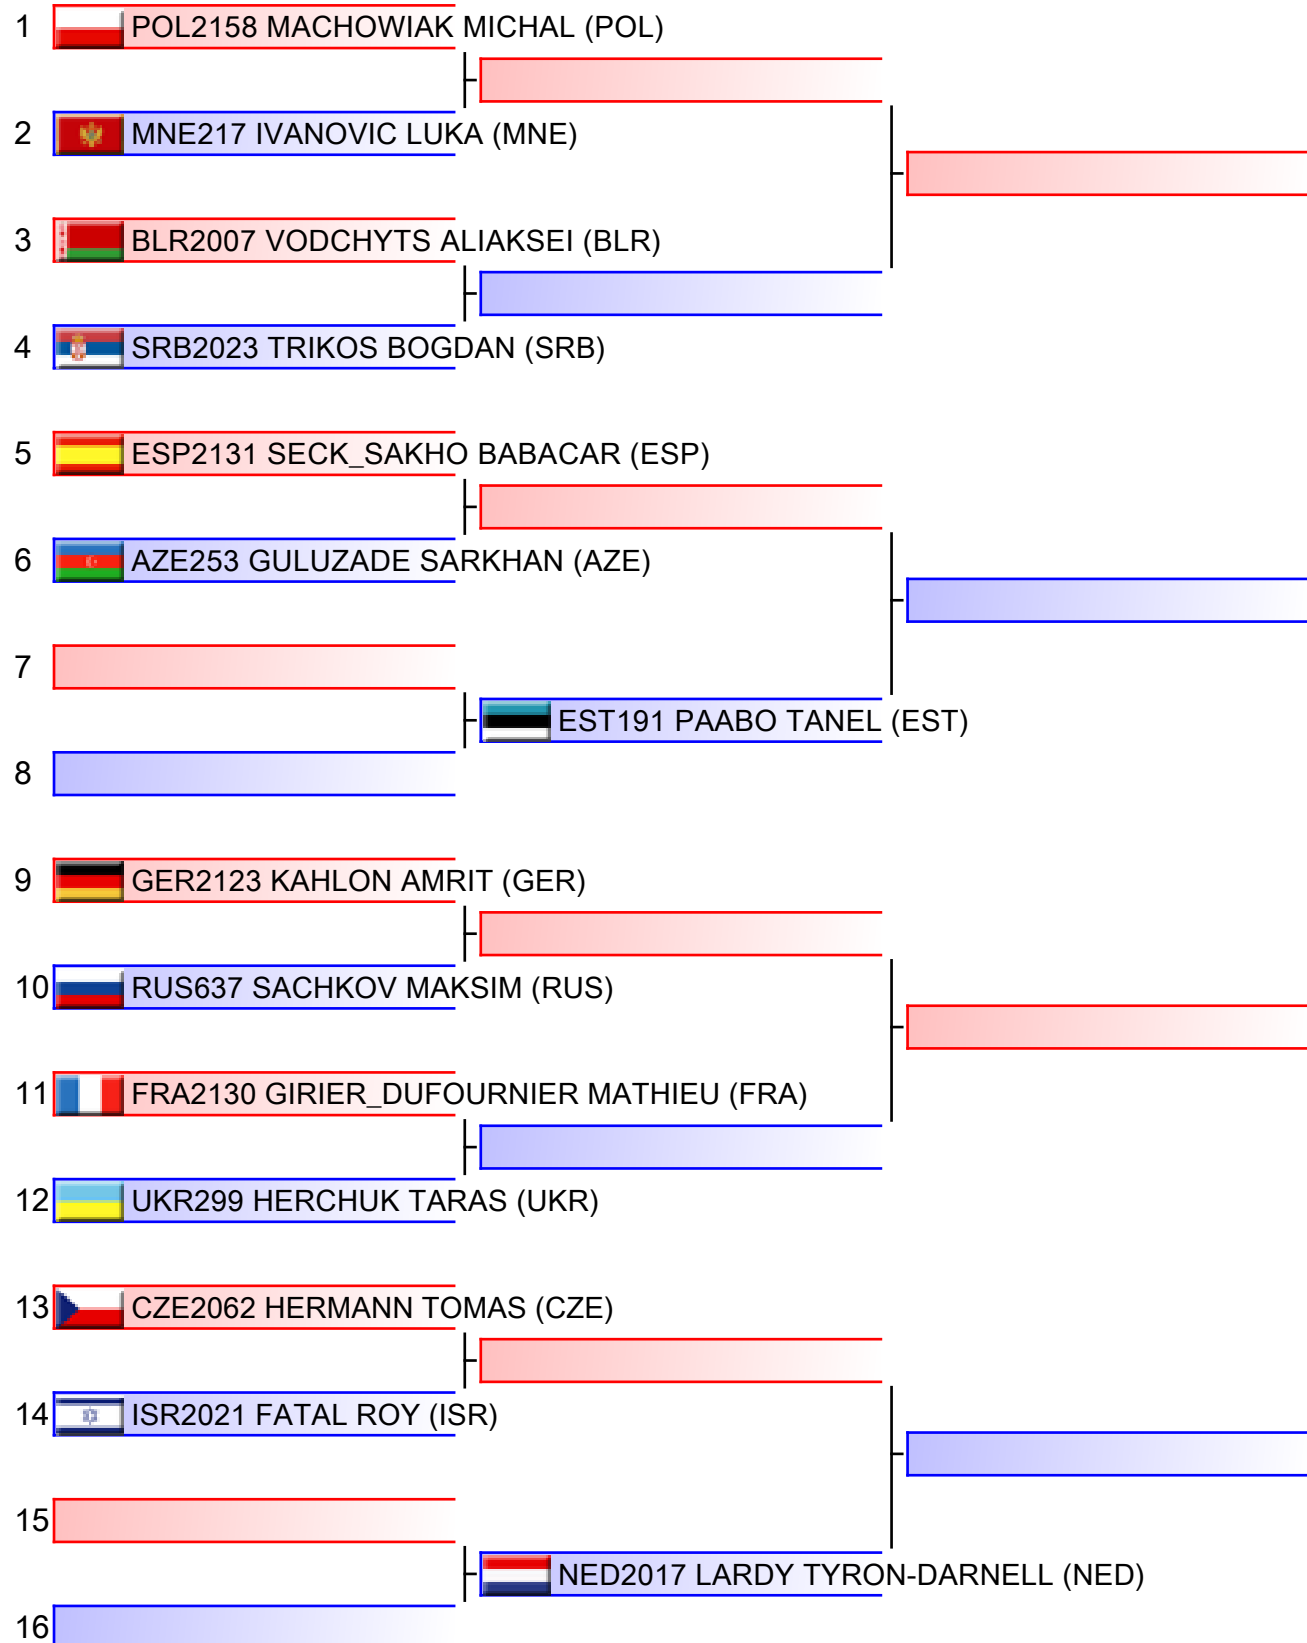 1 POL2158 MACHOWIAK MICHAL (POL)
2 MNE217 IVANOVIC LUKA (MNE)
3 BLR2007 VODCHYTS ALIAKSEI (BLR)
4 SRB2023 TRIKOS BOGDAN (SRB)
5 ESP2131 SECK_SAKHO BABACAR (ESP)
6 AZE253 GULUZADE SARKHAN (AZE)
7
EST191 PAABO TANEL (EST)
8
9 GER2123 KAHLON AMRIT (GER)
10 RUS637 SACHKOV MAKSIM (RUS)
11 FRA2130 GIRIER_DUFOURNIER MATHIEU (FRA)
12 UKR299 HERCHUK TARAS (UKR)
13 CZE2062 HERMANN TOMAS (CZE)
14 ISR2021 FATAL ROY (ISR)
15
NED2017 LARDY TYRON-DARNELL (NED)
16